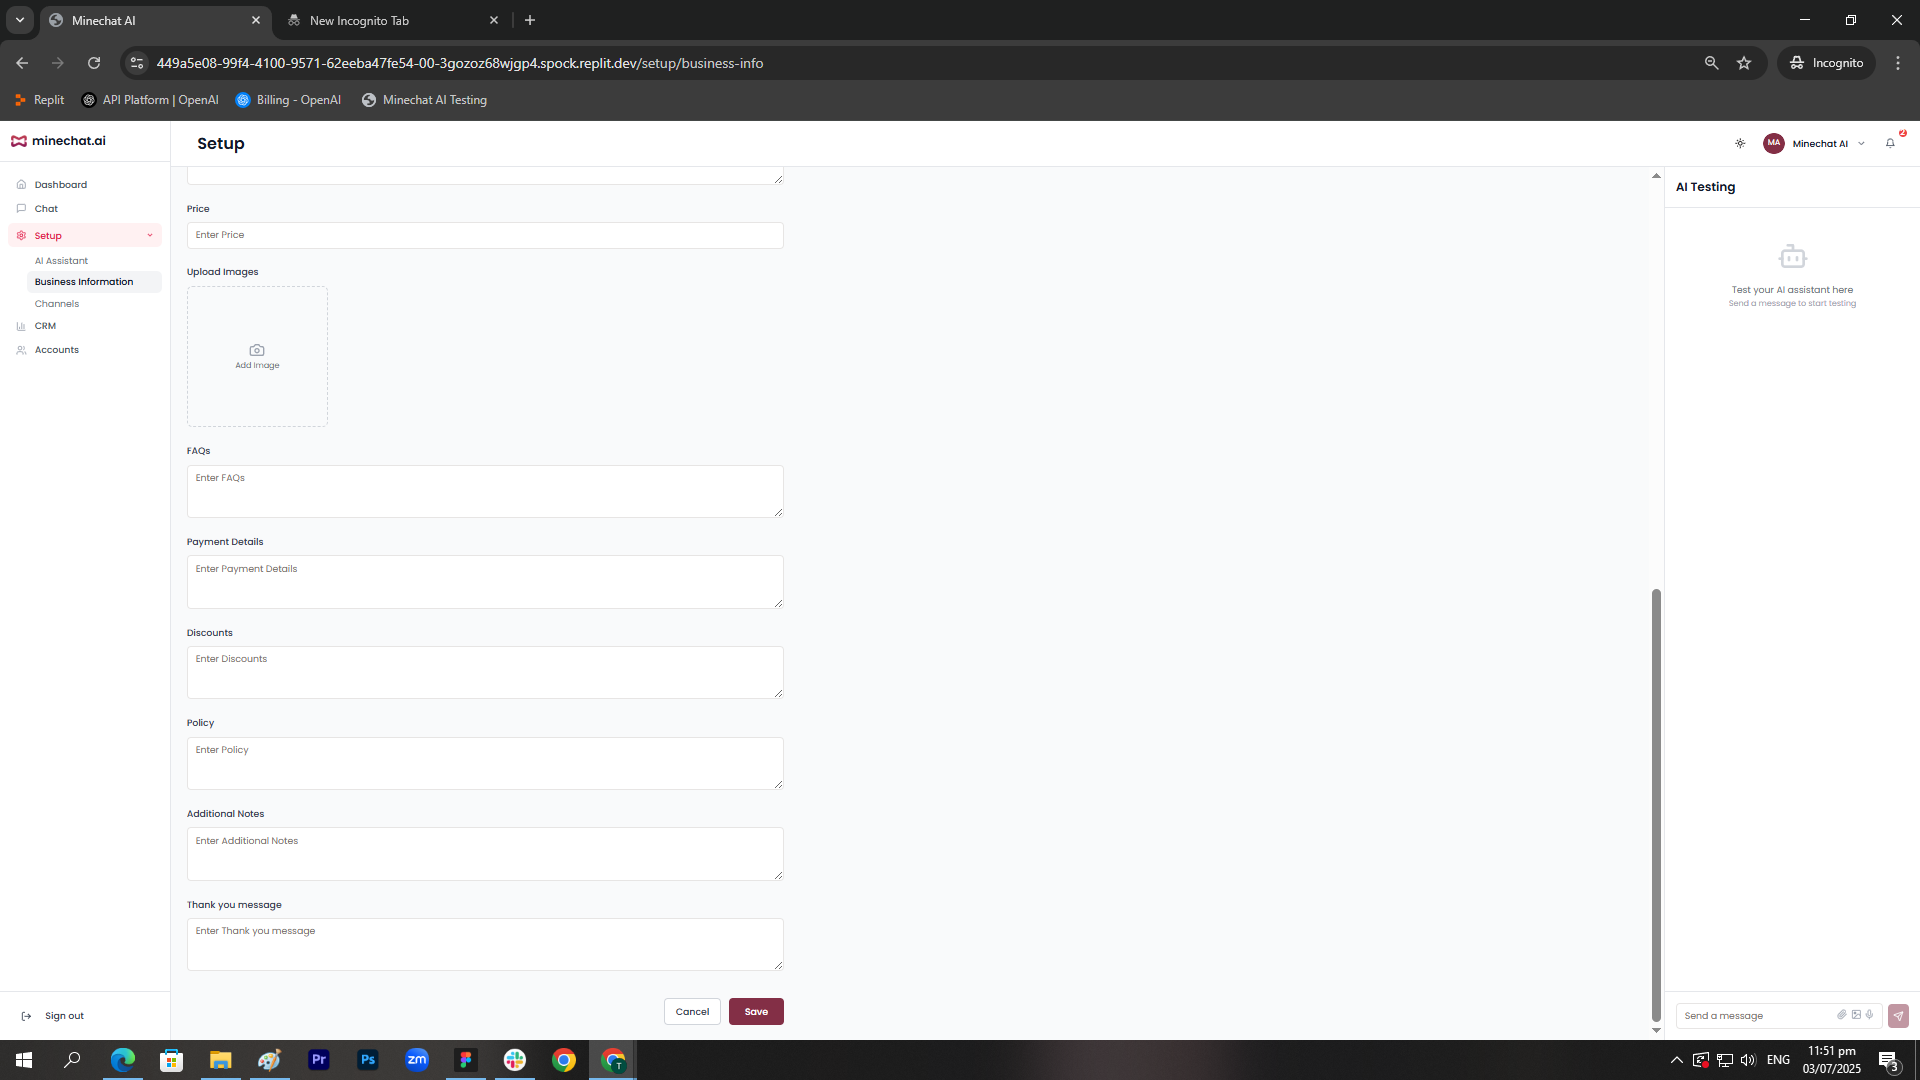 Minechat AI
New Incognito Tab
449a5e08-99f4-4100-9571-62eeba47fe54-00-3gozoz68wjgp4.spock.replit.dev/setup/business-info
Incognito
Replit
API Platform | OpenAI
Billing - OpenAI
Minechat AI Testing
minechat.ai
Setup
MA
Minechat AI
2
Dashboard
Chat
Setup
AI Assistant
Business Information
Channels
CRM
Accounts
Sign out
Price
Enter Price
Upload Images
Add Image
FAQs
Enter FAQs
Payment Details
Enter Payment Details
Discounts
Enter Discounts
Policy
Enter Policy
Additional Notes
Enter Additional Notes
Thank you message
Enter Thank you message
Cancel
Save
AI Testing
Test your AI assistant here
Send a message to start testing
Send a message
Pr
Ps
zm
T
ENG
11:51 pm
03/07/2025
3